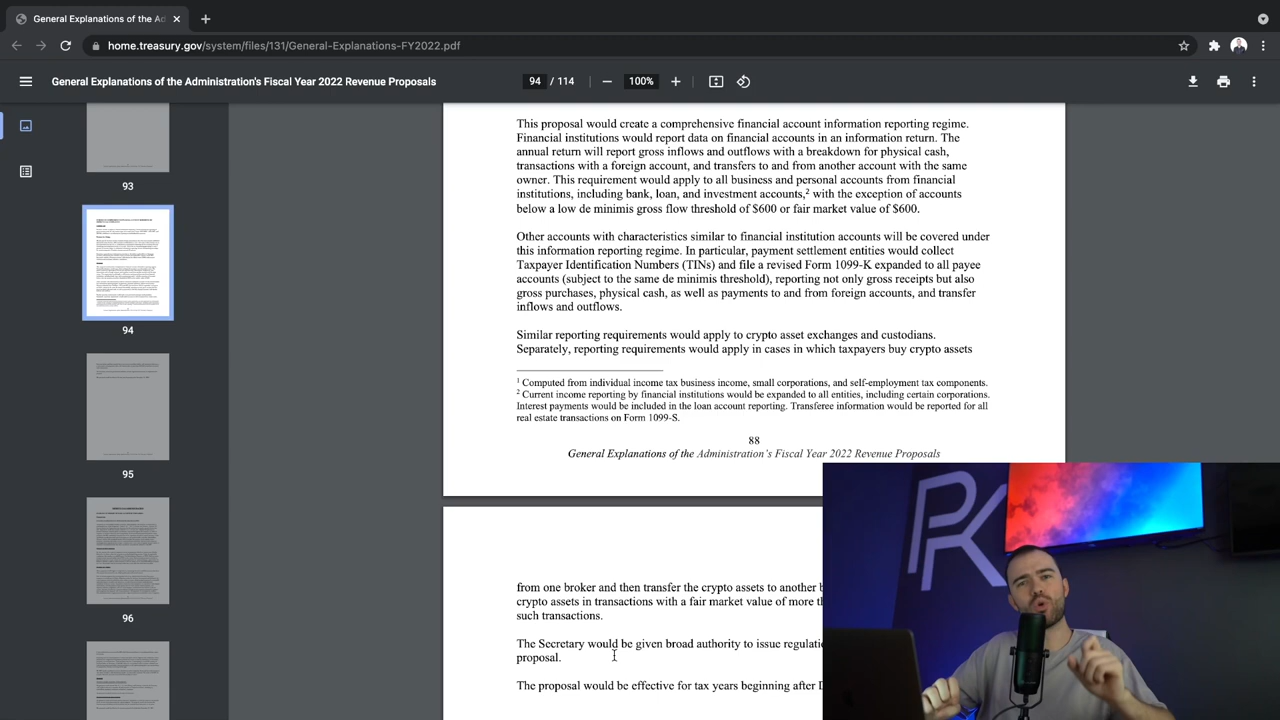 General Explanations of the Ad
home.treasury.gov/system/files/131/General-Explanations-FY2022.pdf
General Explanations of the Administration's Fiscal Year 2022 Revenue Proposals
94 / 114
100%
93
94
95
96
This proposal would create a comprehensive financial account information reporting regime.
Financial institutions would report data on financial accounts in an information return. The
annual return will report gross inflows and outflows with a breakdown for physical cash,
transactions with a foreign account, and transfers to and from another account with the same
owner. This requirement would apply to all business and personal accounts from financial
institutions, including bank, loan, and investment accounts,2 with the exception of accounts
below a low de minimis gross flow threshold of $600 or fair market value of $600.
Other accounts with characteristics similar to financial institution accounts will be covered under
this information reporting regime. In particular, payment settlement entities would collect
Taxpayer Identification Numbers (TINs) and file a revised Form 1099-K expanded to all payee
accounts (subject to the same de minimis threshold), reporting not only gross receipts but also
gross purchases, physical cash, as well as payments to and from foreign accounts, and transfer
inflows and outflows.
Similar reporting requirements would apply to crypto asset exchanges and custodians.
Separately, reporting requirements would apply in cases in which taxpayers buy crypto assets
1 Computed from individual income tax business income, small corporations, and self-employment tax components.
2 Current income reporting by financial institutions would be expanded to all entities, including certain corporations.
Interest payments would be included in the loan account reporting. Transferee information would be reported for all
real estate transactions on Form 1099-S.
88
General Explanations of the Administration's Fiscal Year 2022 Revenue Proposals
from one broker and then transfer the crypto assets to another
crypto assets in transactions with a fair market value of more
such transactions.
The Secretary would be given broad authority to issue
proposal.
The proposal would be effective for tax years beginning after
RK